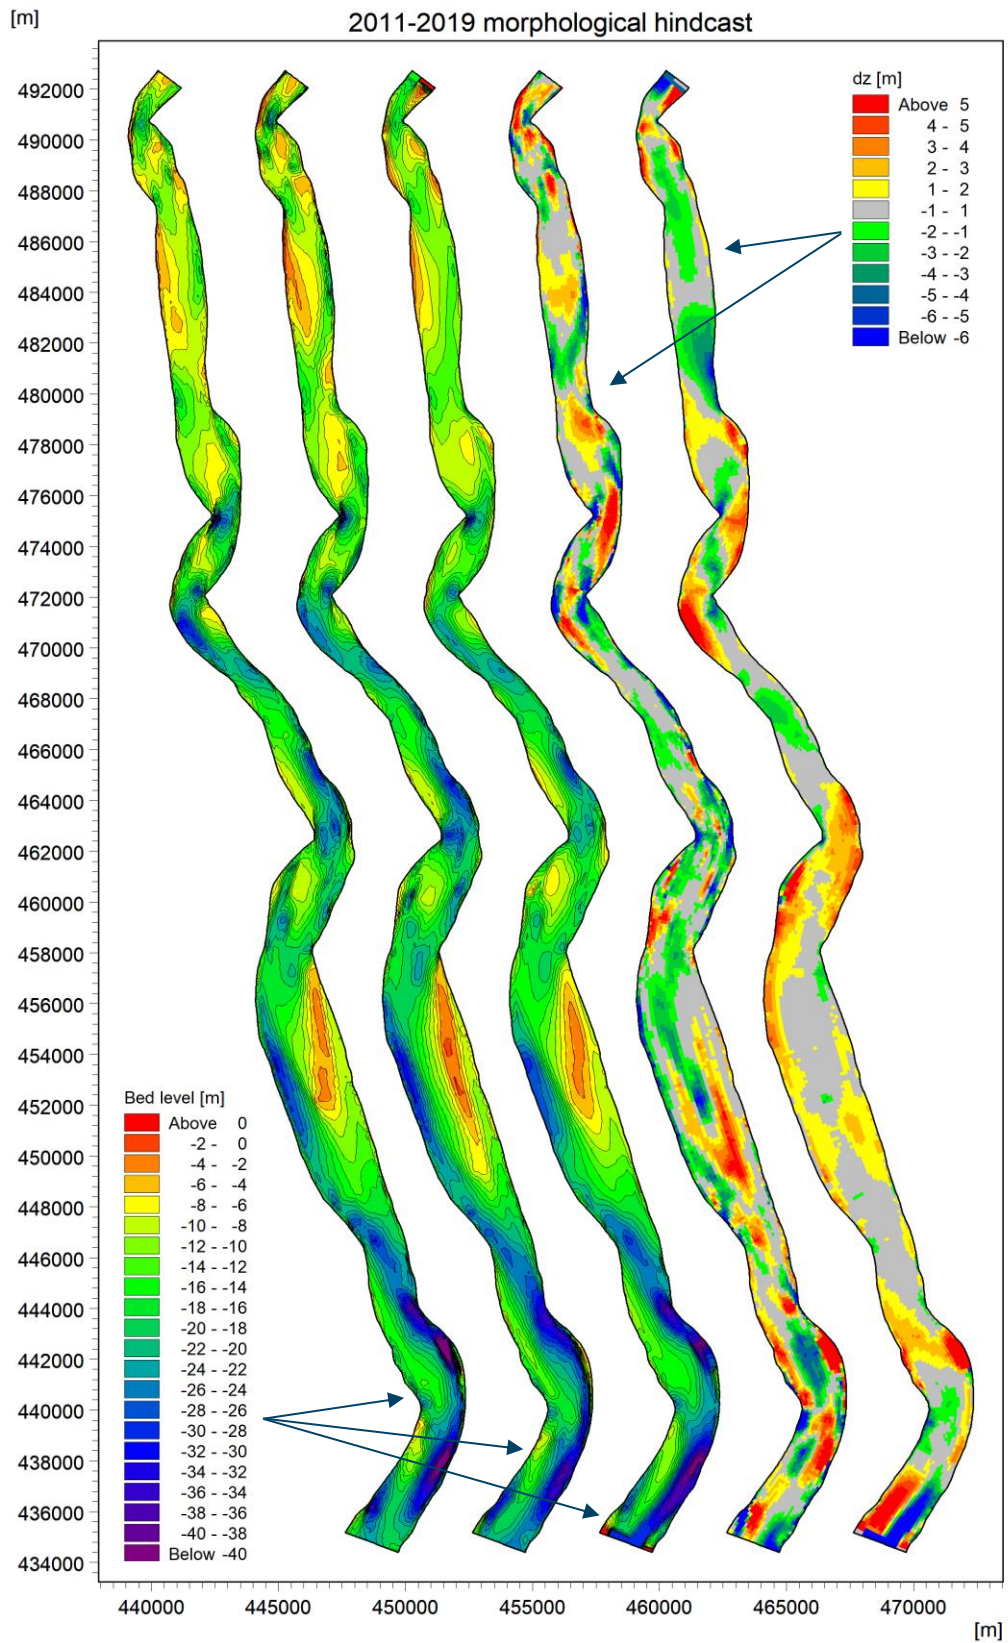 2011-2019 morphological hindcast
[m]
492000
490000
488000
486000
484000
482000
480000
478000
476000
474000
472000
470000
468000
466000
464000
462000
460000
458000
456000
454000
452000
450000
448000
446000
444000
442000
440000
438000
436000
434000
dz [m]
Above 5
4 - 5
3 - 4
2 - 3
1 - 2
-1 - 1
-2 - -1
-3 - -2
-4 - -3
-5 - -4
-6 - -5
Below -6
Bed level [m]
Above 0
-2 - 0
-4 - -2
-6 - -4
-8 - -6
-10 - -8
-12 - -10
-14 - -12
-16 - -14
-18 - -16
-20 - -18
-22 - -20
-24 - -22
-26 - -24
-28 - -26
-30 - -28
-32 - -30
-34 - -32
-36 - -34
-38 - -36
-40 - -38
Below -40
440000 445000 450000 455000 460000 465000 470000
[m]